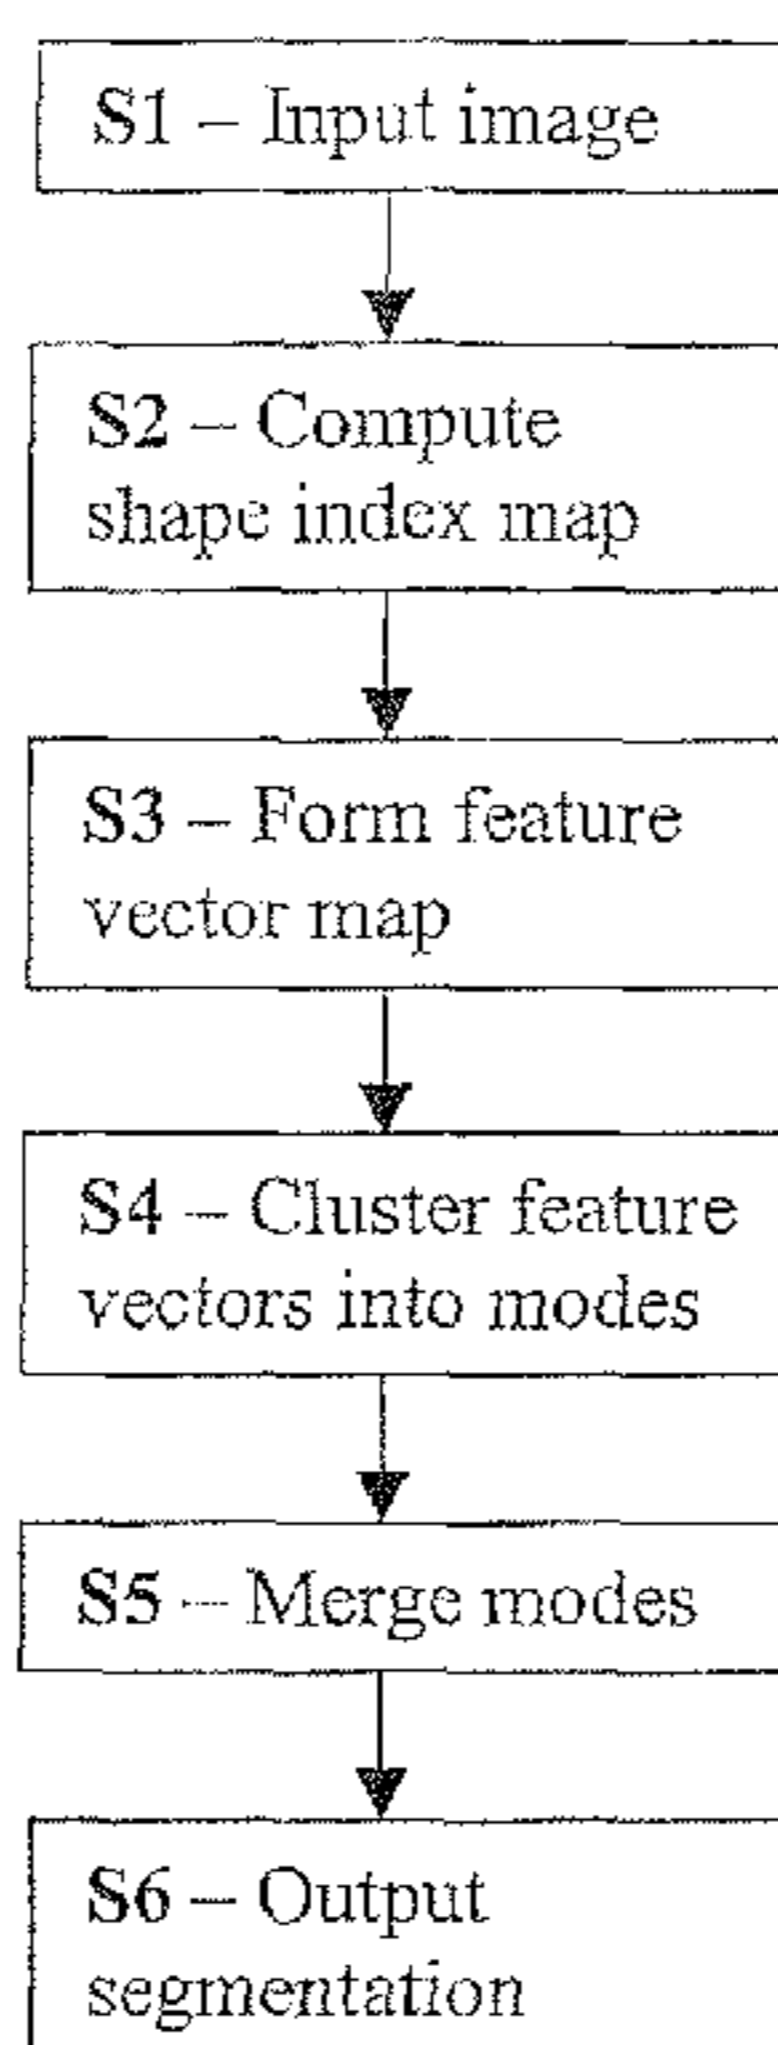 S1 – Input image
S2 – Compute
shape index map
S3 – Form feature
vector map
S4 – Cluster feature
vectors into modes
S5 – Merge modes
S6 – Output
segmentation